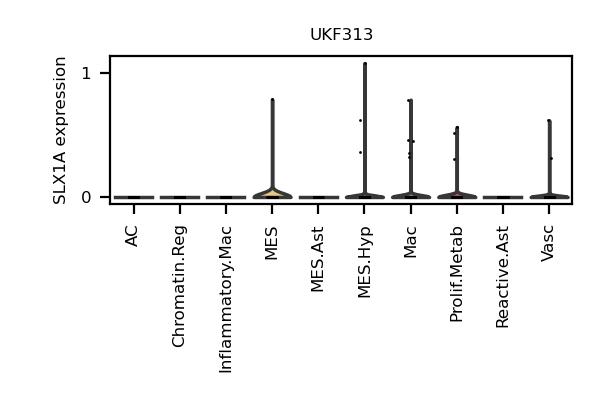 UKF313
SLX1A expression
1
0
AC
Chromatin.Reg
Inflammatory.Mac
MES
MES.Ast
MES.Hyp
Mac
Prolif.Metab
Reactive.Ast
Vasc